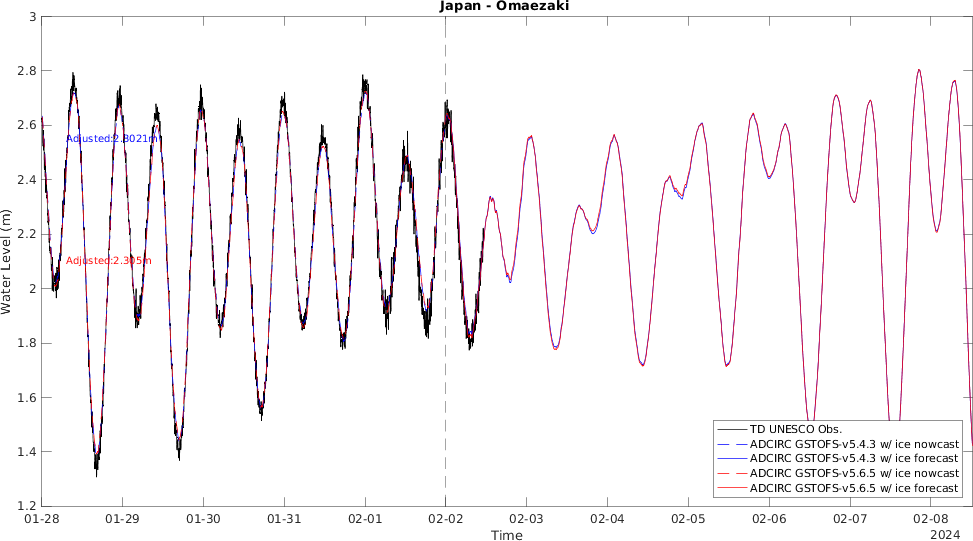 Japan - Omaezaki
3
2.8
2.6
2.4
2.2
2
1.8
1.6
1.4
1.2
Water Level (m)
Adjusted:2.3021m
Adjusted:2.305m
TD UNESCO Obs.
ADCIRC GSTOFS-v5.4.3 w/ ice nowcast
ADCIRC GSTOFS-v5.4.3 w/ ice forecast
ADCIRC GSTOFS-v5.6.5 w/ ice nowcast
ADCIRC GSTOFS-v5.6.5 w/ ice forecast
01-28 01-29 01-30 01-31 02-01 02-02 02-03 02-04 02-05 02-06 02-07 02-08
Time
2024